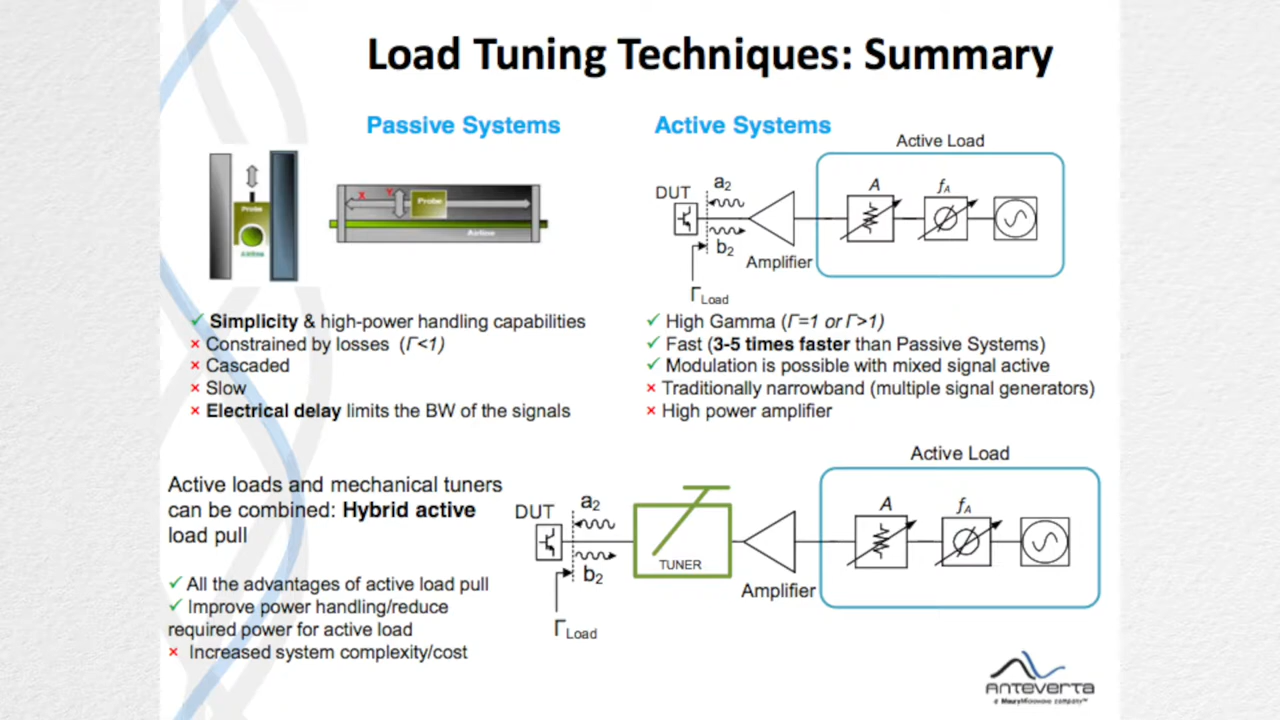 Load Tuning Techniques: Summary
Passive Systems
Probe
Airline
X
Y
Probe
Airline
✓ Simplicity & high-power handling capabilities
× Constrained by losses (Γ<1)
× Cascaded
× Slow
× Electrical delay limits the BW of the signals
Active Systems
Active Load
DUT
a2
b2
ΓLoad
Amplifier
A
fA
✓ High Gamma (Γ=1 or Γ>1)
✓ Fast (3-5 times faster than Passive Systems)
✓ Modulation is possible with mixed signal active
× Traditionally narrowband (multiple signal generators)
× High power amplifier
Active loads and mechanical tuners
can be combined: Hybrid active
load pull
✓ All the advantages of active load pull
✓ Improve power handling/reduce
required power for active load
× Increased system complexity/cost
Active Load
DUT
a2
b2
ΓLoad
TUNER
Amplifier
A
fA
ANTEVERTA
a MauryMicrowave company™